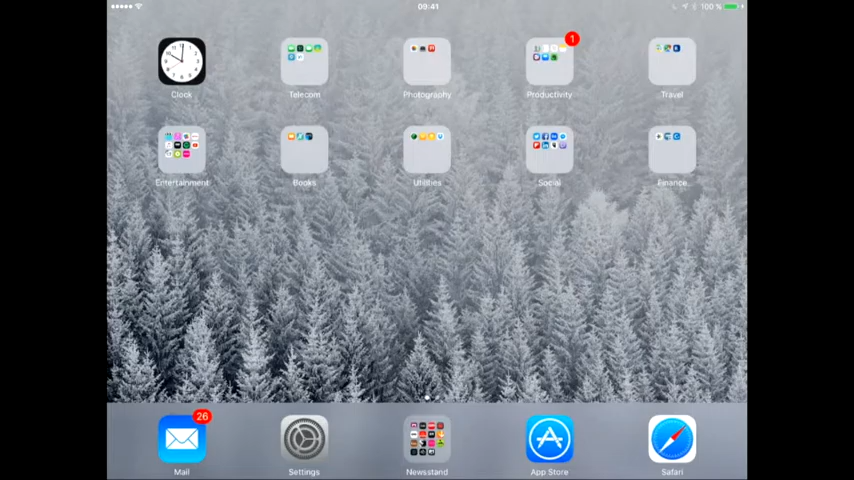 09:41
100 %
Clock
Telecom
Photography
Productivity
1
Travel
Entertainment
Books
Utilities
Social
Finance
26
Mail
Settings
Newsstand
App Store
Safari